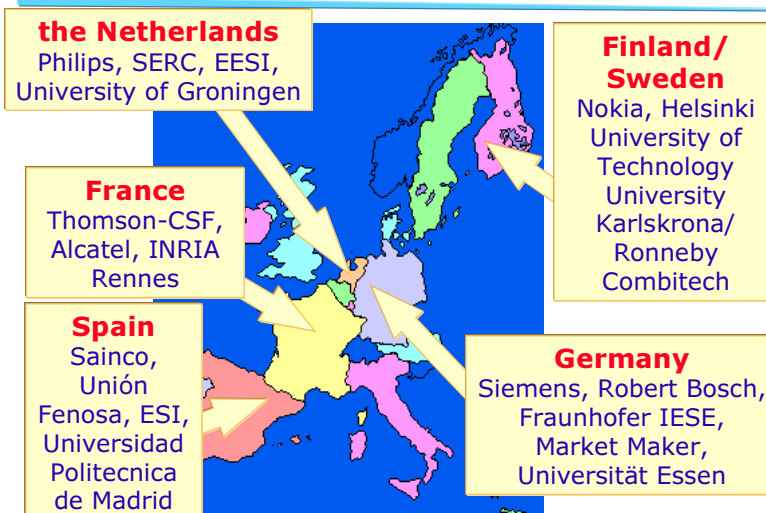 the Netherlands
Philips, SERC, EESI,
University of Groningen
Finland/
Sweden
Nokia, Helsinki
University of
Technology
University
Karlskrona/
Ronneby
Combitech
France
Thomson-CSF,
Alcatel, INRIA
Rennes
Spain
Sainco,
Unión
Fenosa, ESI,
Universidad
Politecnica
de Madrid
Germany
Siemens, Robert Bosch,
Fraunhofer IESE,
Market Maker,
Universität Essen